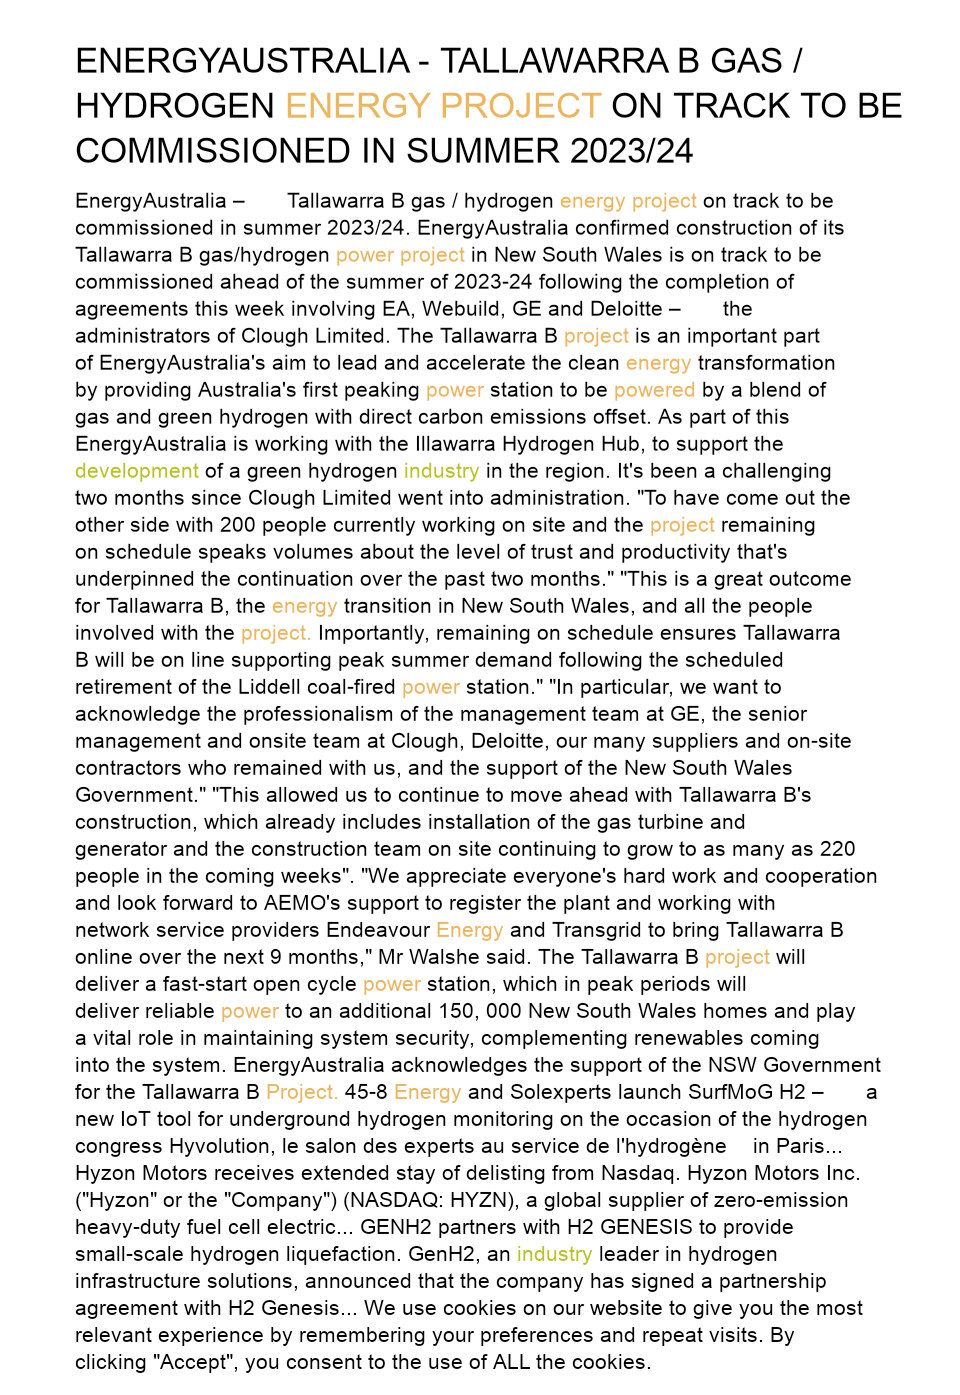 ENERGYAUSTRALIA - TALLAWARRA B GAS /
HYDROGEN ENERGY PROJECT ON TRACK TO BE
COMMISSIONED IN SUMMER 2023/24
EnergyAustralia – Tallawarra B gas / hydrogen energy project on track to be
commissioned in summer 2023/24. EnergyAustralia confirmed construction of its
Tallawarra B gas/hydrogen power project in New South Wales is on track to be
commissioned ahead of the summer of 2023-24 following the completion of
agreements this week involving EA, Webuild, GE and Deloitte – the
administrators of Clough Limited. The Tallawarra B project is an important part
of EnergyAustralia's aim to lead and accelerate the clean energy transformation
by providing Australia's first peaking power station to be powered by a blend of
gas and green hydrogen with direct carbon emissions offset. As part of this
EnergyAustralia is working with the Illawarra Hydrogen Hub, to support the
development of a green hydrogen industry in the region. It's been a challenging
two months since Clough Limited went into administration. "To have come out the
other side with 200 people currently working on site and the project remaining
on schedule speaks volumes about the level of trust and productivity that's
underpinned the continuation over the past two months." "This is a great outcome
for Tallawarra B, the energy transition in New South Wales, and all the people
involved with the project. Importantly, remaining on schedule ensures Tallawarra
B will be on line supporting peak summer demand following the scheduled
retirement of the Liddell coal-fired power station." "In particular, we want to
acknowledge the professionalism of the management team at GE, the senior
management and onsite team at Clough, Deloitte, our many suppliers and on-site
contractors who remained with us, and the support of the New South Wales
Government." "This allowed us to continue to move ahead with Tallawarra B's
construction, which already includes installation of the gas turbine and
generator and the construction team on site continuing to grow to as many as 220
people in the coming weeks". "We appreciate everyone's hard work and cooperation
and look forward to AEMO's support to register the plant and working with
network service providers Endeavour Energy and Transgrid to bring Tallawarra B
online over the next 9 months," Mr Walshe said. The Tallawarra B project will
deliver a fast-start open cycle power station, which in peak periods will
deliver reliable power to an additional 150, 000 New South Wales homes and play
a vital role in maintaining system security, complementing renewables coming
into the system. EnergyAustralia acknowledges the support of the NSW Government
for the Tallawarra B Project. 45-8 Energy and Solexperts launch SurfMoG H2 – a
new IoT tool for underground hydrogen monitoring on the occasion of the hydrogen
congress Hyvolution, le salon des experts au service de l'hydrogène in Paris...
Hyzon Motors receives extended stay of delisting from Nasdaq. Hyzon Motors Inc.
("Hyzon" or the "Company") (NASDAQ: HYZN), a global supplier of zero-emission
heavy-duty fuel cell electric... GENH2 partners with H2 GENESIS to provide
small-scale hydrogen liquefaction. GenH2, an industry leader in hydrogen
infrastructure solutions, announced that the company has signed a partnership
agreement with H2 Genesis... We use cookies on our website to give you the most
relevant experience by remembering your preferences and repeat visits. By
clicking "Accept", you consent to the use of ALL the cookies.